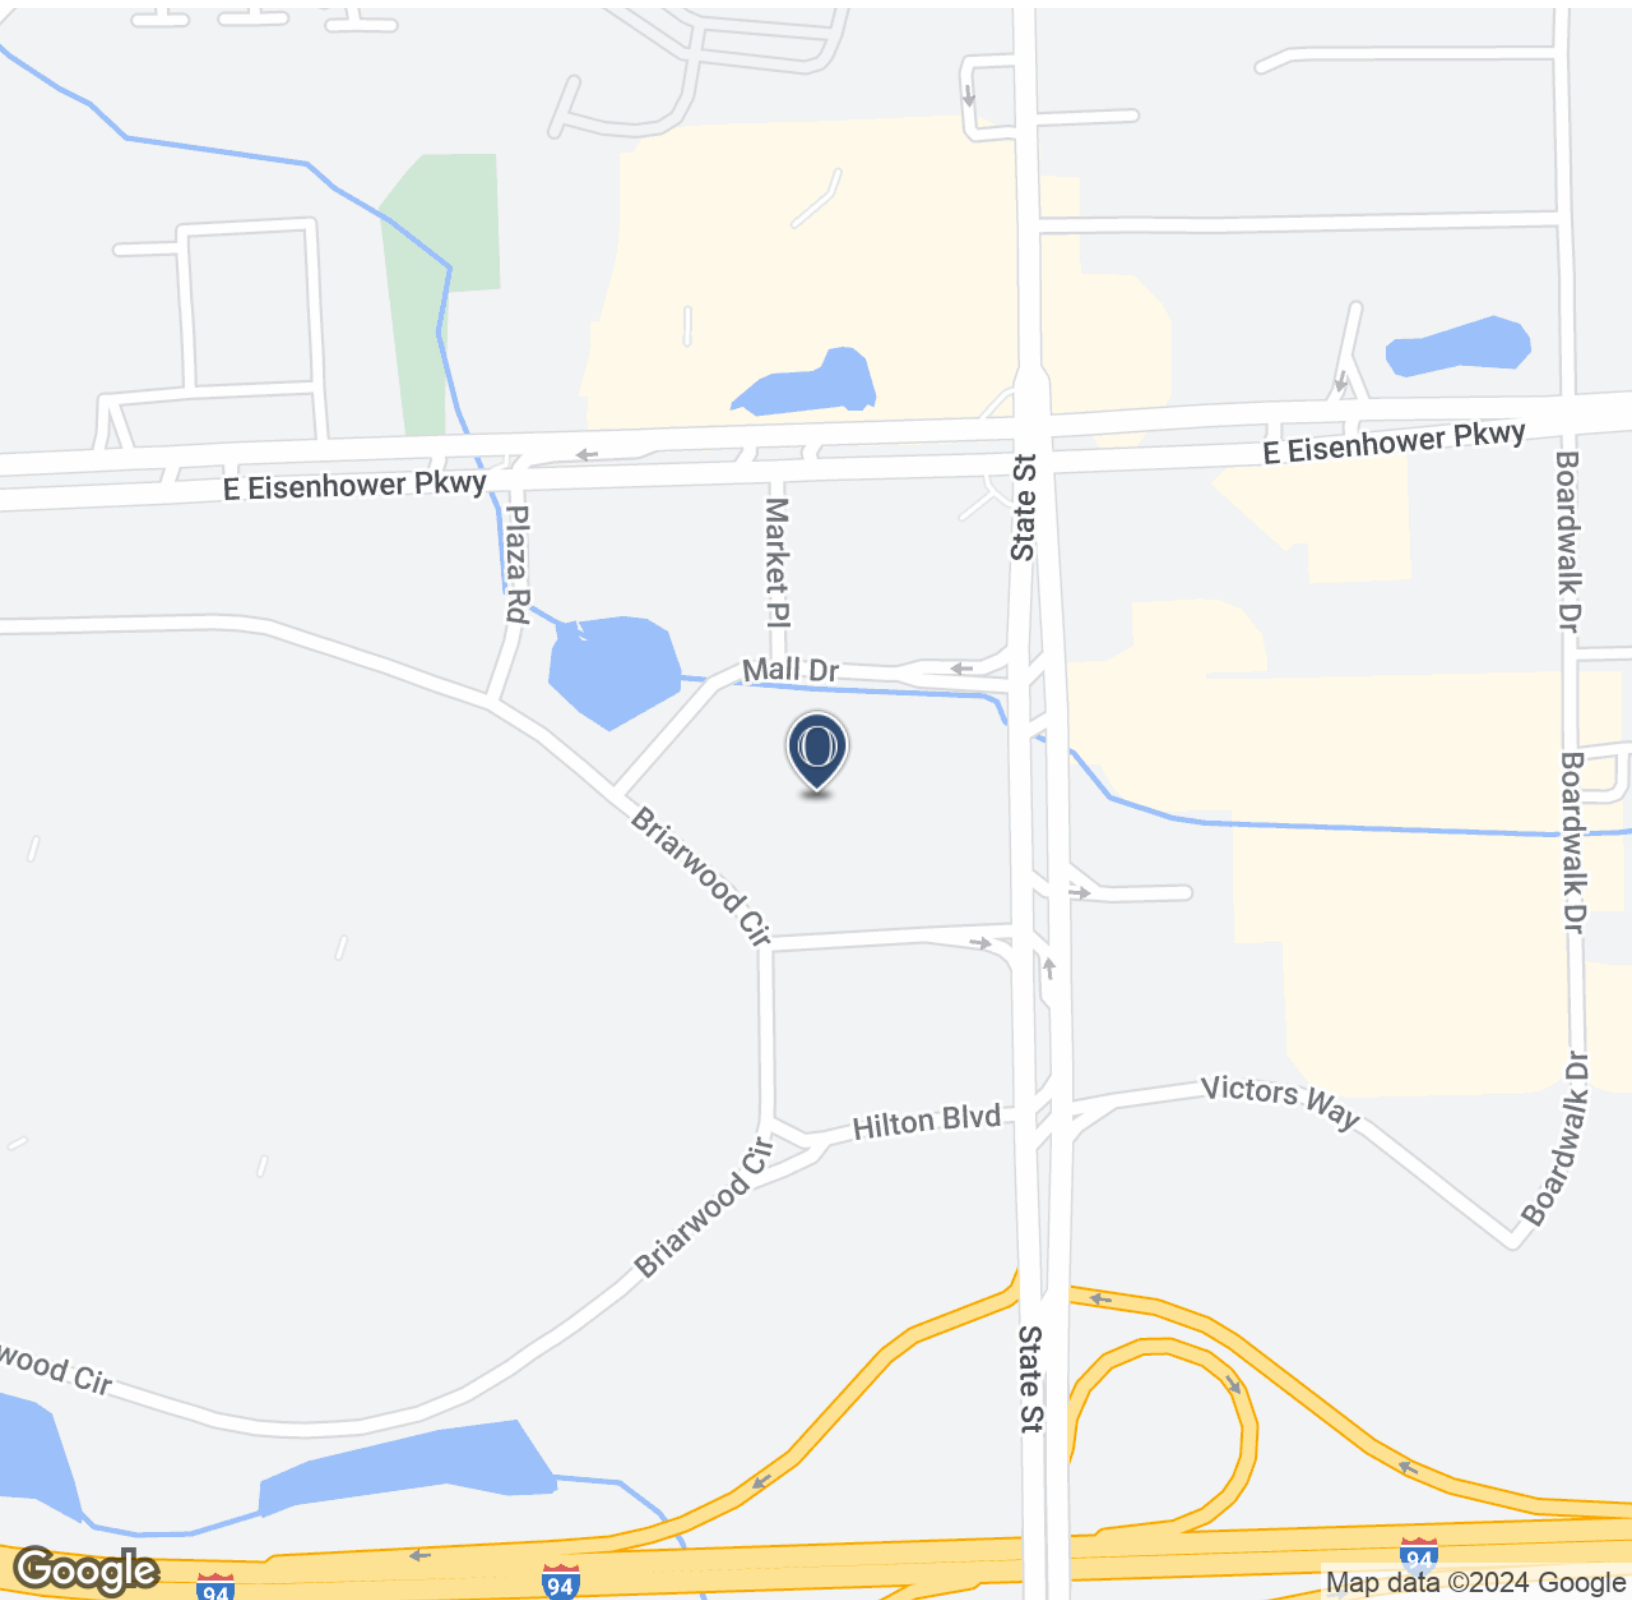 E Eisenhower Pkwy
E Eisenhower Pkwy
State St
Boardwalk Dr
Plaza Rd
Market Pl
Mall Dr
O
Boardwalk Dr
Briarwood Cir
Boardwalk Dr
Victors Way
Hilton Blvd
Briarwood Cir
State St
wood Cir
94
94
94
Google
Map data ©2024 Google